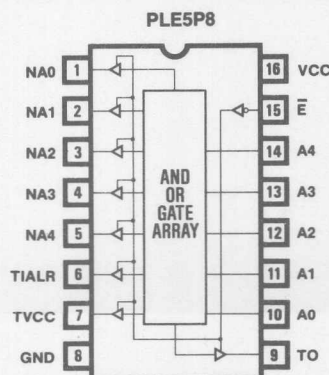 PLE5P8
NA0 1 16 VCC
NA1 2 15 E̅
NA2 3 14 A4
NA3 4 13 A3
NA4 5 12 A2
TIALR 6 11 A1
TVCC 7 10 A0
GND 8 9 TO
AND
OR
GATE
ARRAY